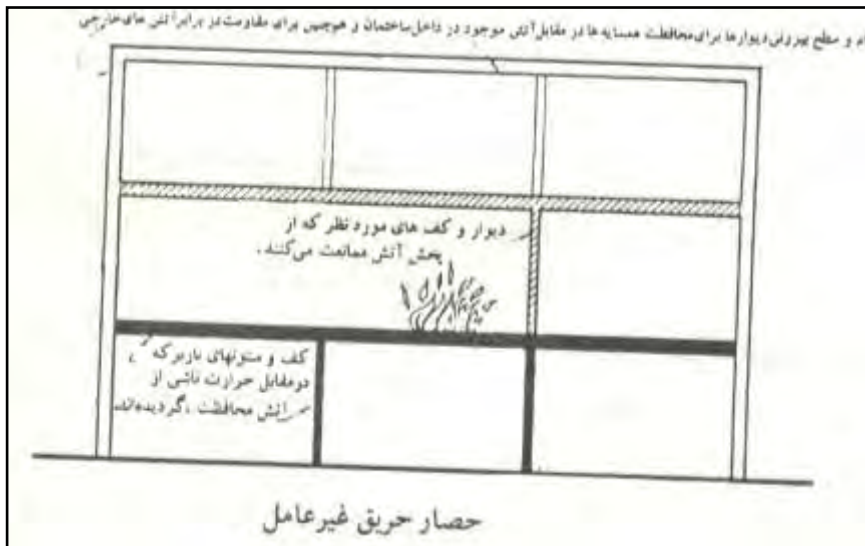 و سطح بیرونی دیوارها برای محافظت همسایه ها در مقابل آتش موجود در داخل ساختمان و همچنین برای مقاومت در برابر آتش های خارجی
دیوار و کف های مورد نظر که از
پخش آتش ممانعت می‌کنند.
کف و ستونهای باربر که
در مقابل حرارت ناشی از
آتش محافظت گردیده‌اند.
حصار حریق غیرعامل